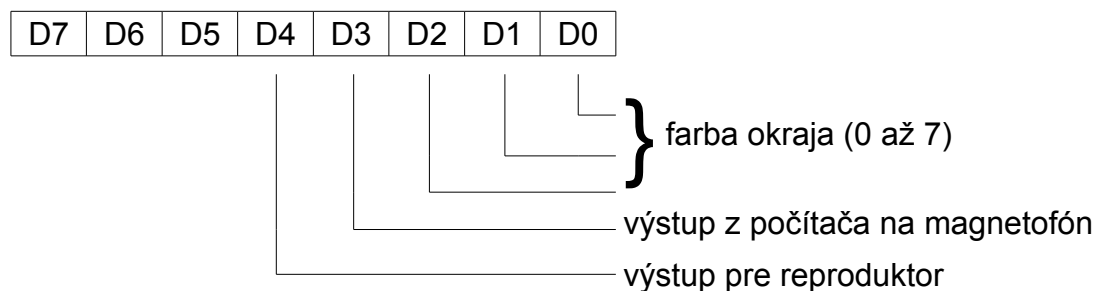 D7 D6 D5 D4 D3 D2 D1 D0
farba okraja (0 až 7)
výstup z počítača na magnetofón
výstup pre reproduktor